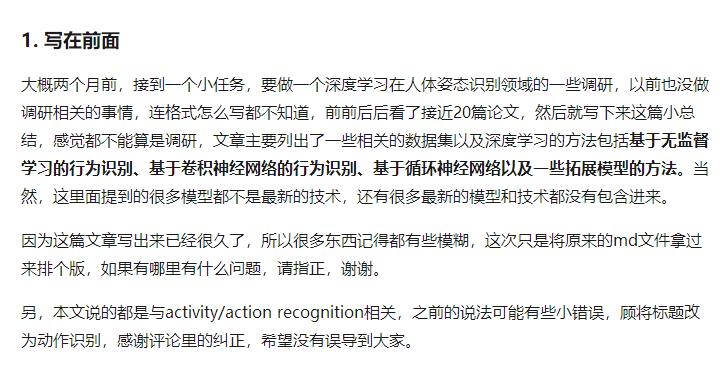 1. 写在前面
大概两个月前，接到一个小任务，要做一个深度学习在人体姿态识别领域的一些调研，以前也没做
调研相关的事情，连格式怎么写都不知道，前前后后看了接近20篇论文，然后就写下来这篇小总
结，感觉都不能算是调研，文章主要列出了一些相关的数据集以及深度学习的方法包括基于无监督
学习的行为识别、基于卷积神经网络的行为识别、基于循环神经网络以及一些拓展模型的方法。当
然，这里面提到的很多模型都不是最新的技术，还有很多最新的模型和技术都没有包含进来。
因为这篇文章写出来已经很久了，所以很多东西记得都有些模糊，这次只是将原来的md文件拿过
来排个版，如果有哪里有什么问题，请指正，谢谢。
另，本文说的都是与activity/action recognition相关，之前的说法可能有些小错误，顾将标题改
为动作识别，感谢评论里的纠正，希望没有误导到大家。